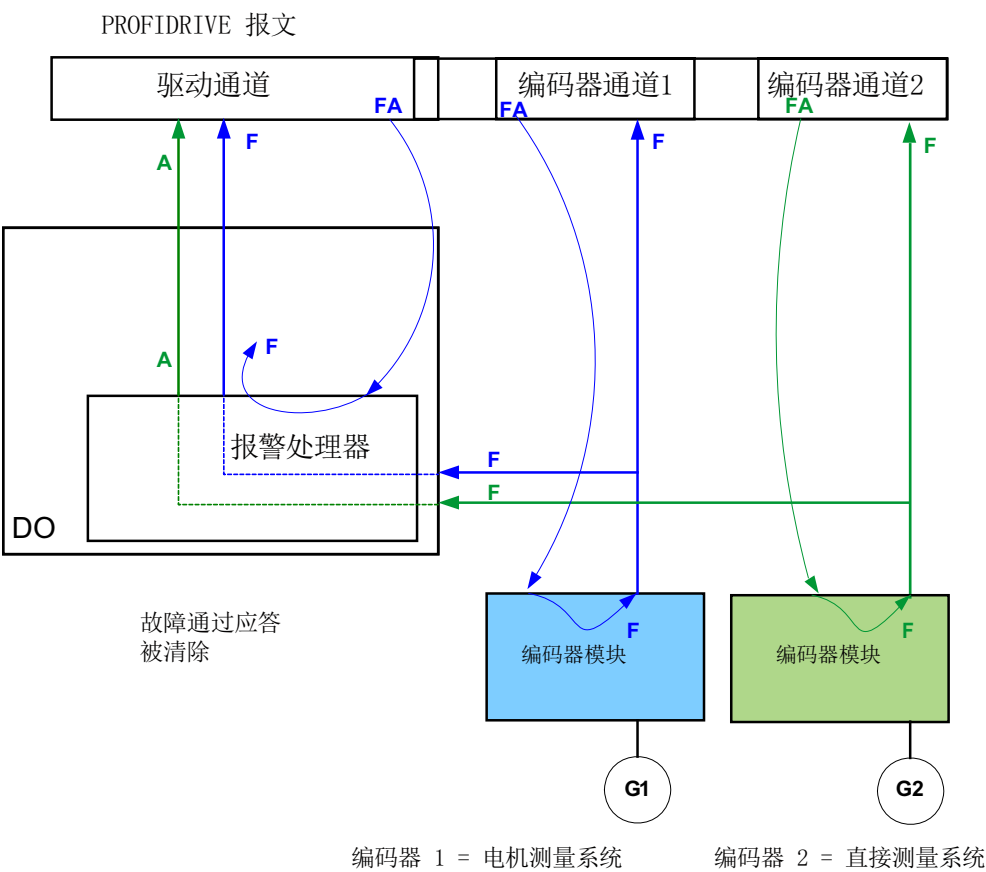 PROFIDRIVE 报文
驱动通道
编码器通道1
编码器通道2
FA
FA
FA
A
F
F
F
A
F
报警处理器
F
F
DO
故障通过应答
被清除
F
编码器模块
F
编码器模块
G1
G2
编码器 1 = 电机测量系统
编码器 2 = 直接测量系统